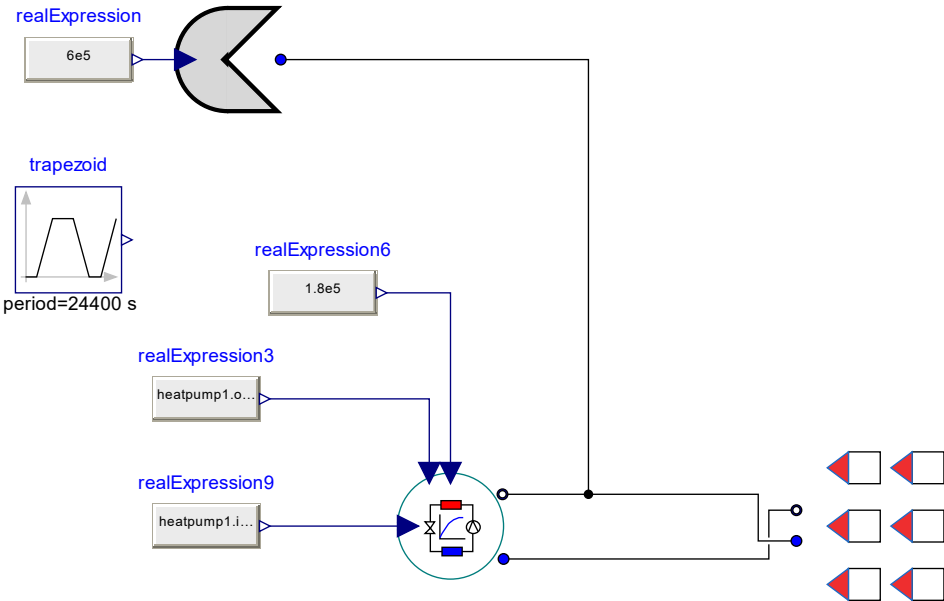 realExpression
6e5
trapezoid
period=24400 s
realExpression6
1.8e5
realExpression3
heatpump1.o...
realExpression9
heatpump1.i...